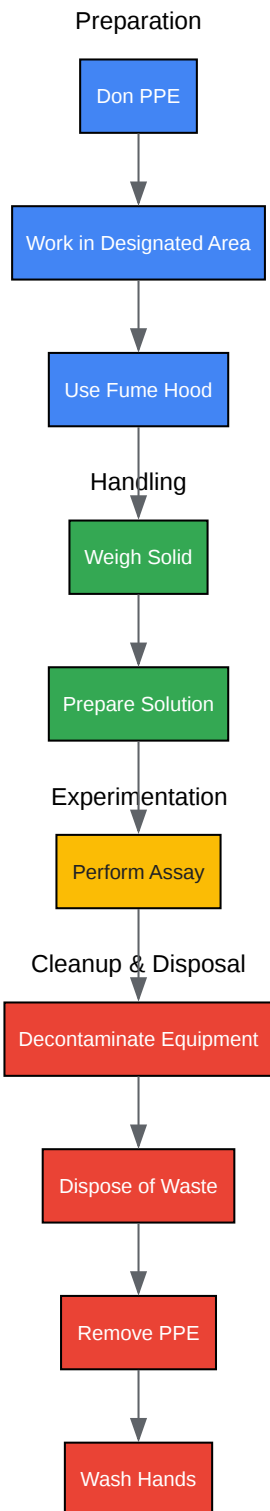 Preparation
Don PPE
Work in Designated Area
Use Fume Hood
Handling
Weigh Solid
Prepare Solution
Experimentation
Perform Assay
Cleanup & Disposal
Decontaminate Equipment
Dispose of Waste
Remove PPE
Wash Hands